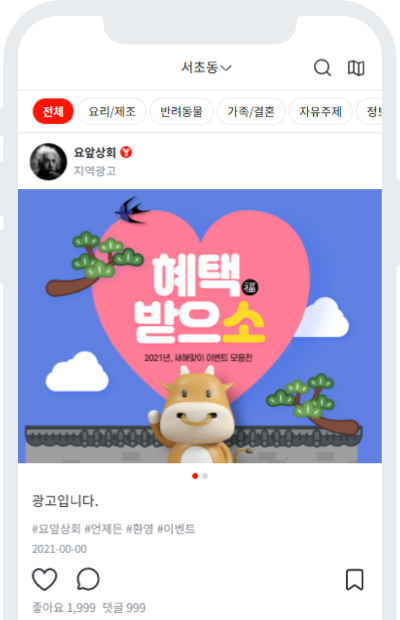 서초동
전체 요리/제조 반려동물 가족/결혼 자유주제 정보
요앞상회
지역광고
혜택
福
받으소
2021년, 새해맞이 이벤트 모음전
광고입니다.
#요앞상회 #언제든 #환영 #이벤트
2021-00-00
좋아요 1,999 댓글 999